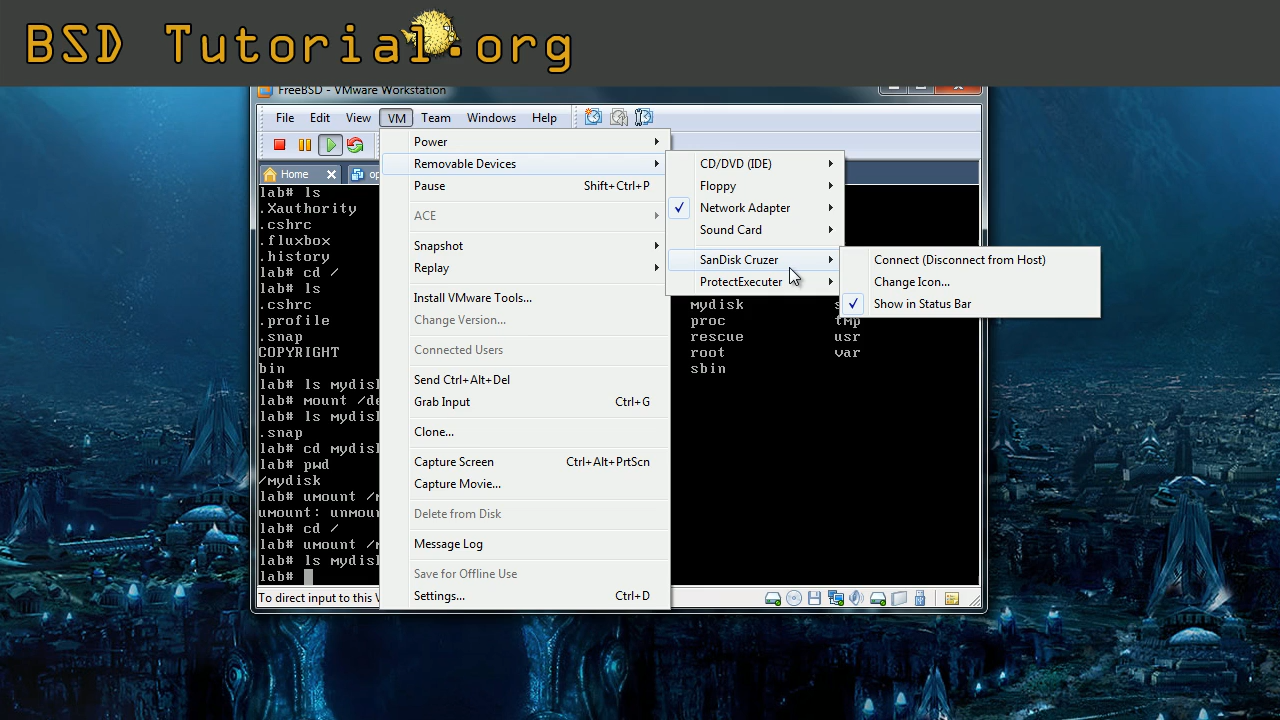 BSD Tutorial.org
FreeBSD - VMware Workstation
File Edit View VM Team Windows Help
Home
Power
Removable Devices
Pause Shift+Ctrl+P
ACE
Snapshot
Replay
Install VMware Tools...
Change Version...
Connected Users
Send Ctrl+Alt+Del
Grab Input Ctrl+G
Clone...
Capture Screen Ctrl+Alt+PrtScn
Capture Movie...
Delete from Disk
Message Log
Save for Offline Use
Settings... Ctrl+D
CD/DVD (IDE)
Floppy
Network Adapter
Sound Card
SanDisk Cruzer
ProtectExecuter
Connect (Disconnect from Host)
Change Icon...
Show in Status Bar
lab# ls
.Xauthority
.cshrc
.fluxbox
.history
lab# cd /
lab# ls
.cshrc mydisk
.profile proc tmp
.snap rescue usr
COPYRIGHT root var
bin sbin
lab# ls mydisk
lab# mount /de
lab# ls mydisk
.snap
lab# cd mydisk
lab# pwd
/mydisk
lab# umount /m
umount: unmoun
lab# cd /
lab# umount /m
lab# ls mydisk
lab#
To direct input to this V